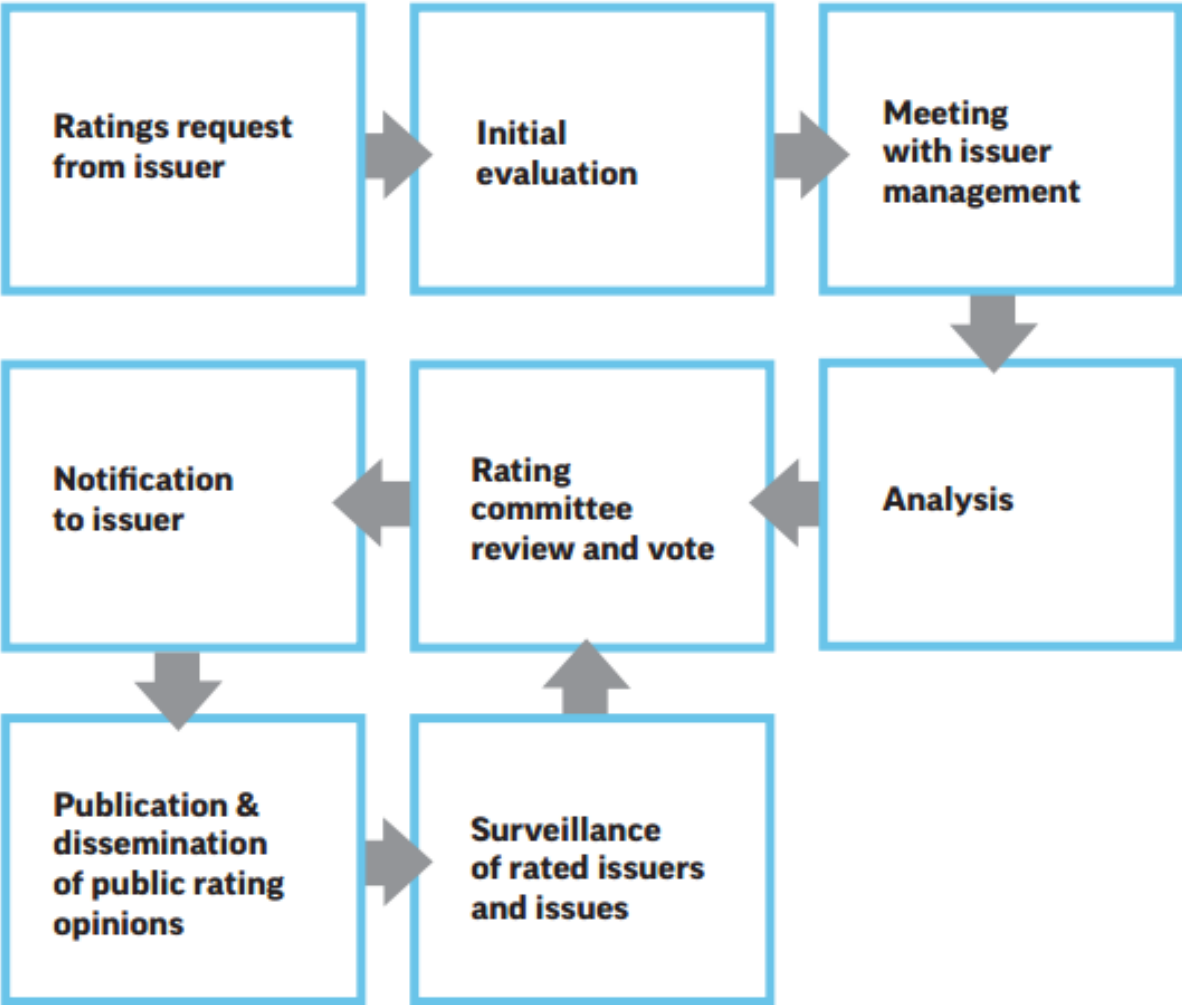 Ratings request
from issuer
Initial
evaluation
Meeting
with issuer
management
Analysis
Rating
committee
review and vote
Notification
to issuer
Publication &
dissemination
of public rating
opinions
Surveillance
of rated issuers
and issues